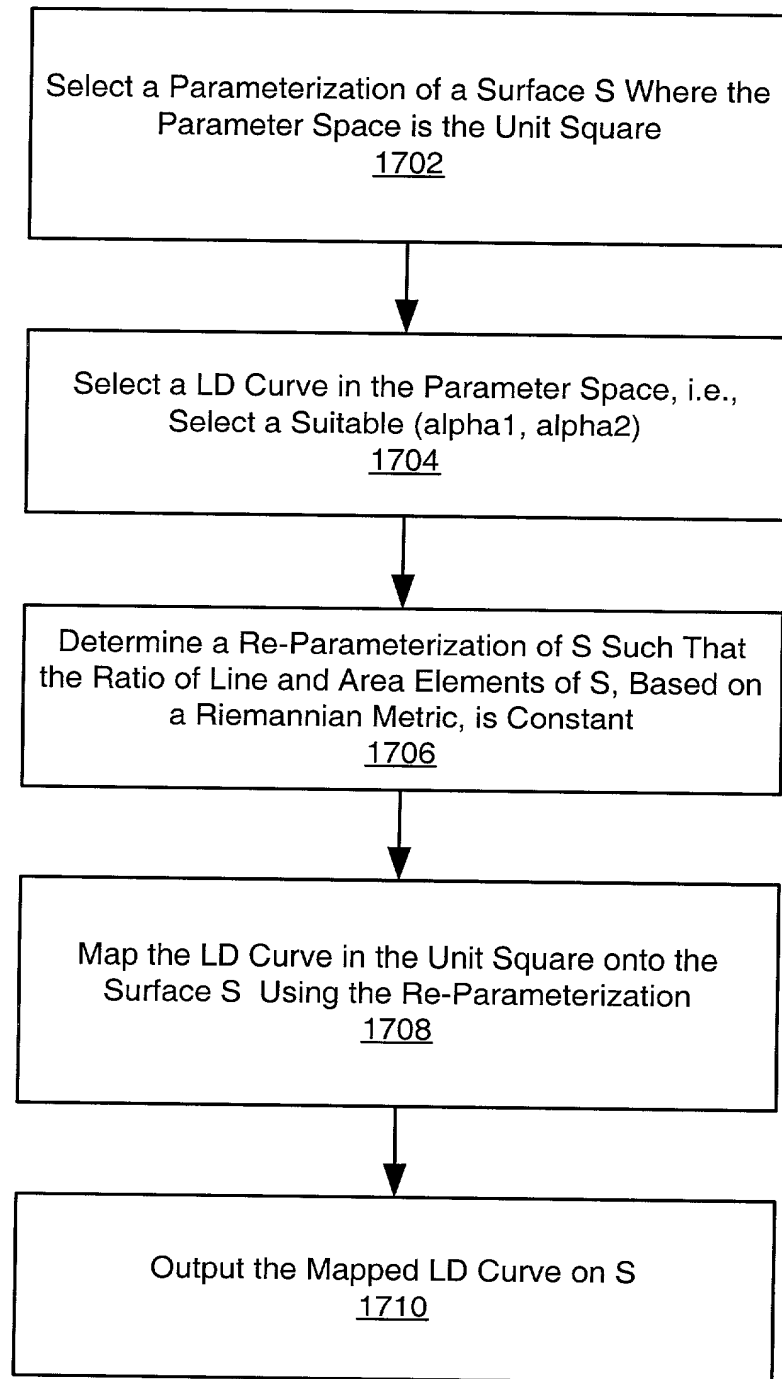 Select a Parameterization of a Surface S Where the
Parameter Space is the Unit Square
1702
Select a LD Curve in the Parameter Space, i.e.,
Select a Suitable (alpha1, alpha2)
1704
Determine a Re-Parameterization of S Such That
the Ratio of Line and Area Elements of S, Based on
a Riemannian Metric, is Constant
1706
Map the LD Curve in the Unit Square onto the
Surface S Using the Re-Parameterization
1708
Output the Mapped LD Curve on S
1710